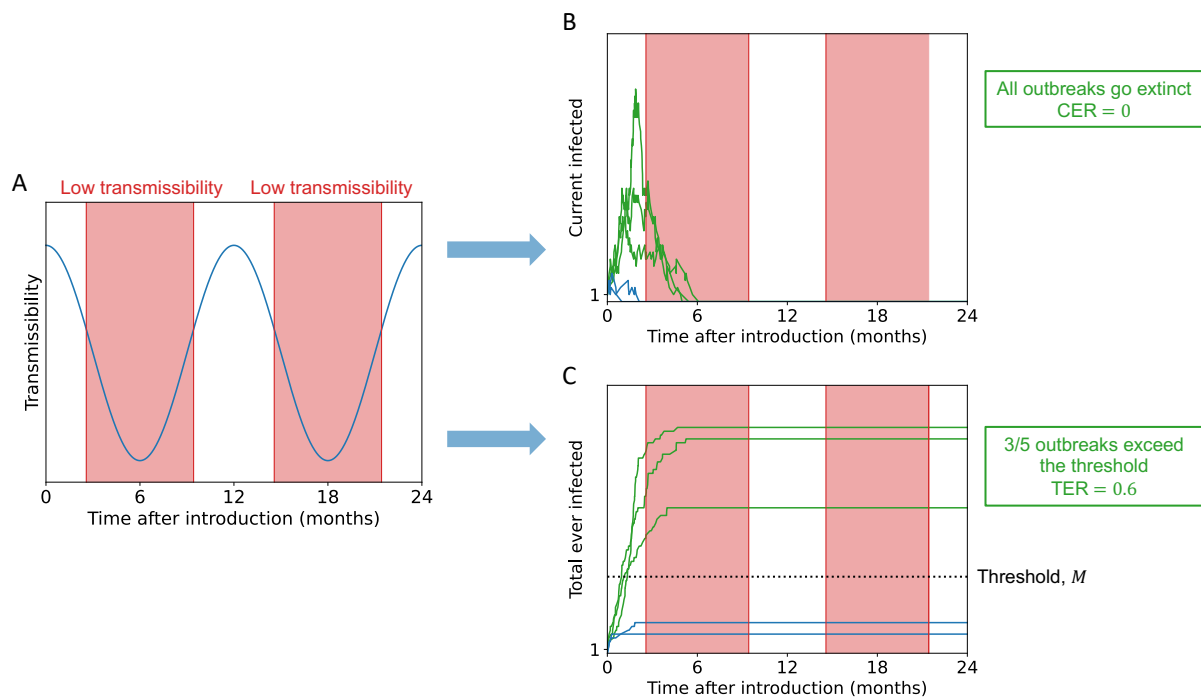 A
Low transmissibility
Low transmissibility
Transmissibility
0
6
12
18
24
Time after introduction (months)
B
Current infected
1
0
6
12
18
24
Time after introduction (months)
All outbreaks go extinct
CER = 0
C
Total ever infected
1
0
6
12
18
24
Time after introduction (months)
Threshold, M
3/5 outbreaks exceed
the threshold
TER = 0.6